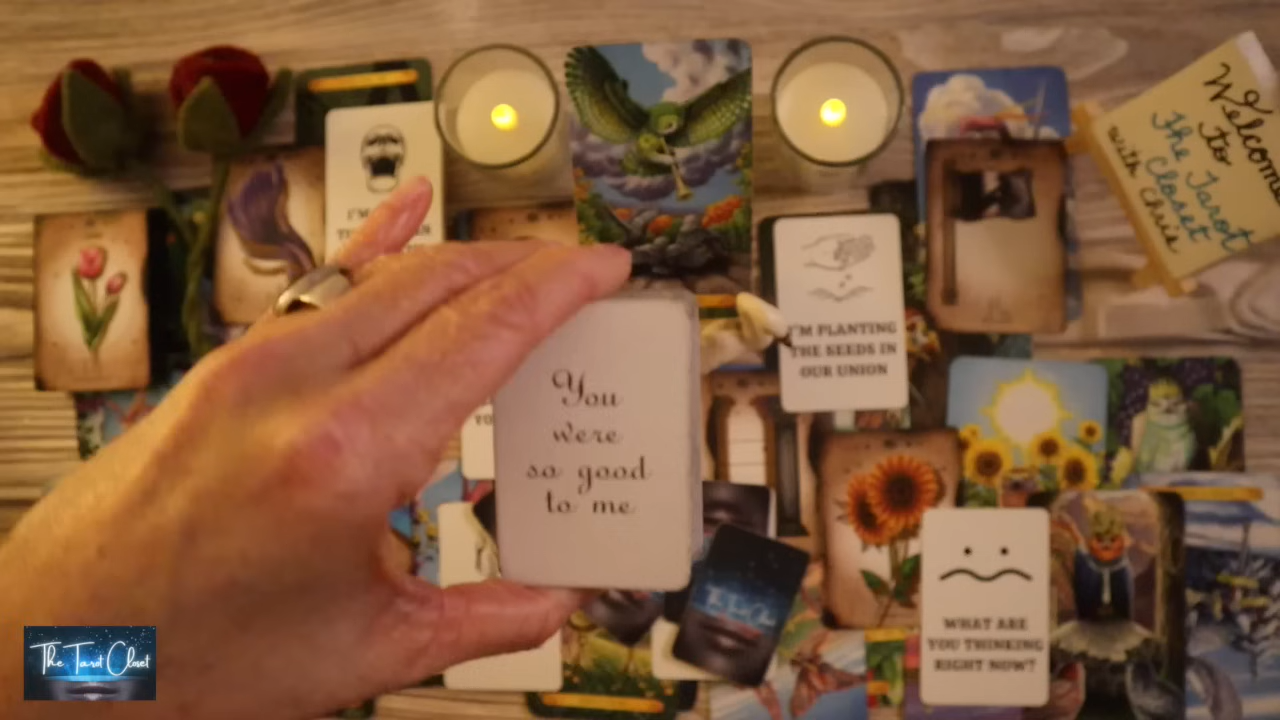 Welcome
to
The Tarot
Closet
with Chris
I'M PLANTING
THE SEEDS IN
OUR UNION
You
were
so good
to me
WHAT ARE
YOU THINKING
RIGHT NOW?
The Tarot Closet